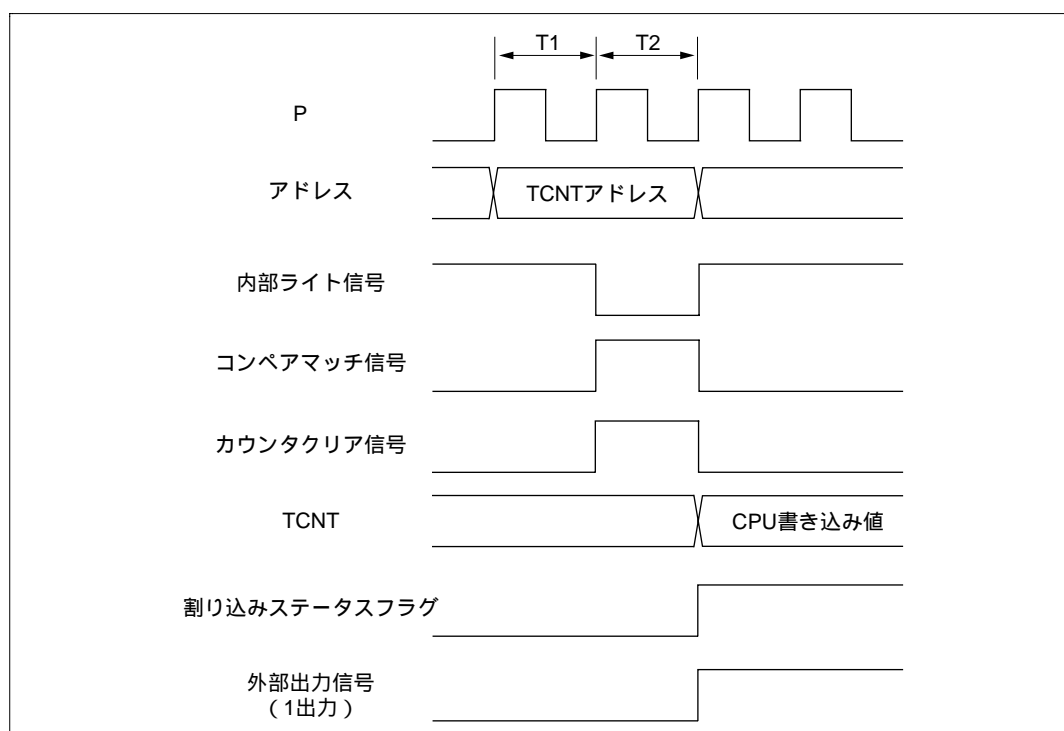 T1 T2
P
アドレス TCNTアドレス
内部ライト信号
コンペアマッチ信号
カウンタクリア信号
TCNT CPU書き込み値
割り込みステータスフラグ
外部出力信号
(1出力)